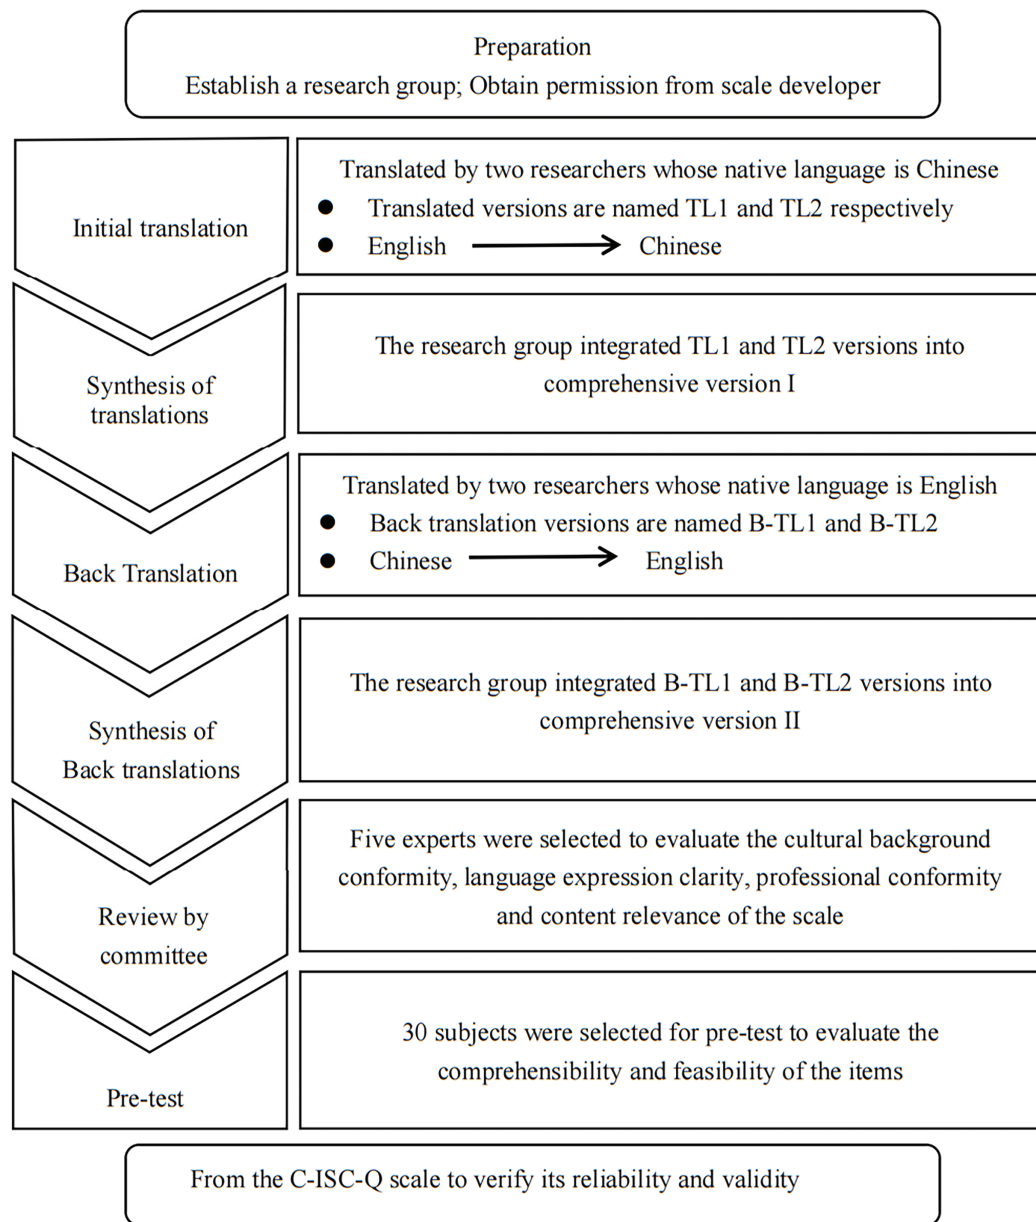 Preparation
Establish a research group; Obtain permission from scale developer
Initial translation
Translated by two researchers whose native language is Chinese
● Translated versions are named TL1 and TL2 respectively
● English ⟶ Chinese
Synthesis of
translations
The research group integrated TL1 and TL2 versions into
comprehensive version I
Back Translation
Translated by two researchers whose native language is English
● Back translation versions are named B-TL1 and B-TL2
● Chinese ⟶ English
Synthesis of
Back translations
The research group integrated B-TL1 and B-TL2 versions into
comprehensive version II
Review by
committee
Five experts were selected to evaluate the cultural background
conformity, language expression clarity, professional conformity
and content relevance of the scale
Pre-test
30 subjects were selected for pre-test to evaluate the
comprehensibility and feasibility of the items
From the C-ISC-Q scale to verify its reliability and validity